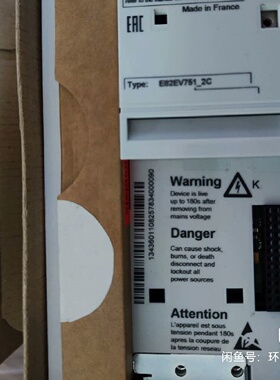 Made in France
EAC
Type: E82EV751_2C
Warning
Device is live
up to 180s after
removing from
mains voltage
K
Danger
Can cause shock,
burns, or death
disconnect and
lockout all
power sources
Attention
L'appareil est sous
tension pendant 180s
après la coupure de
la tension réseau
13436011082578340000090
闲鱼号：环